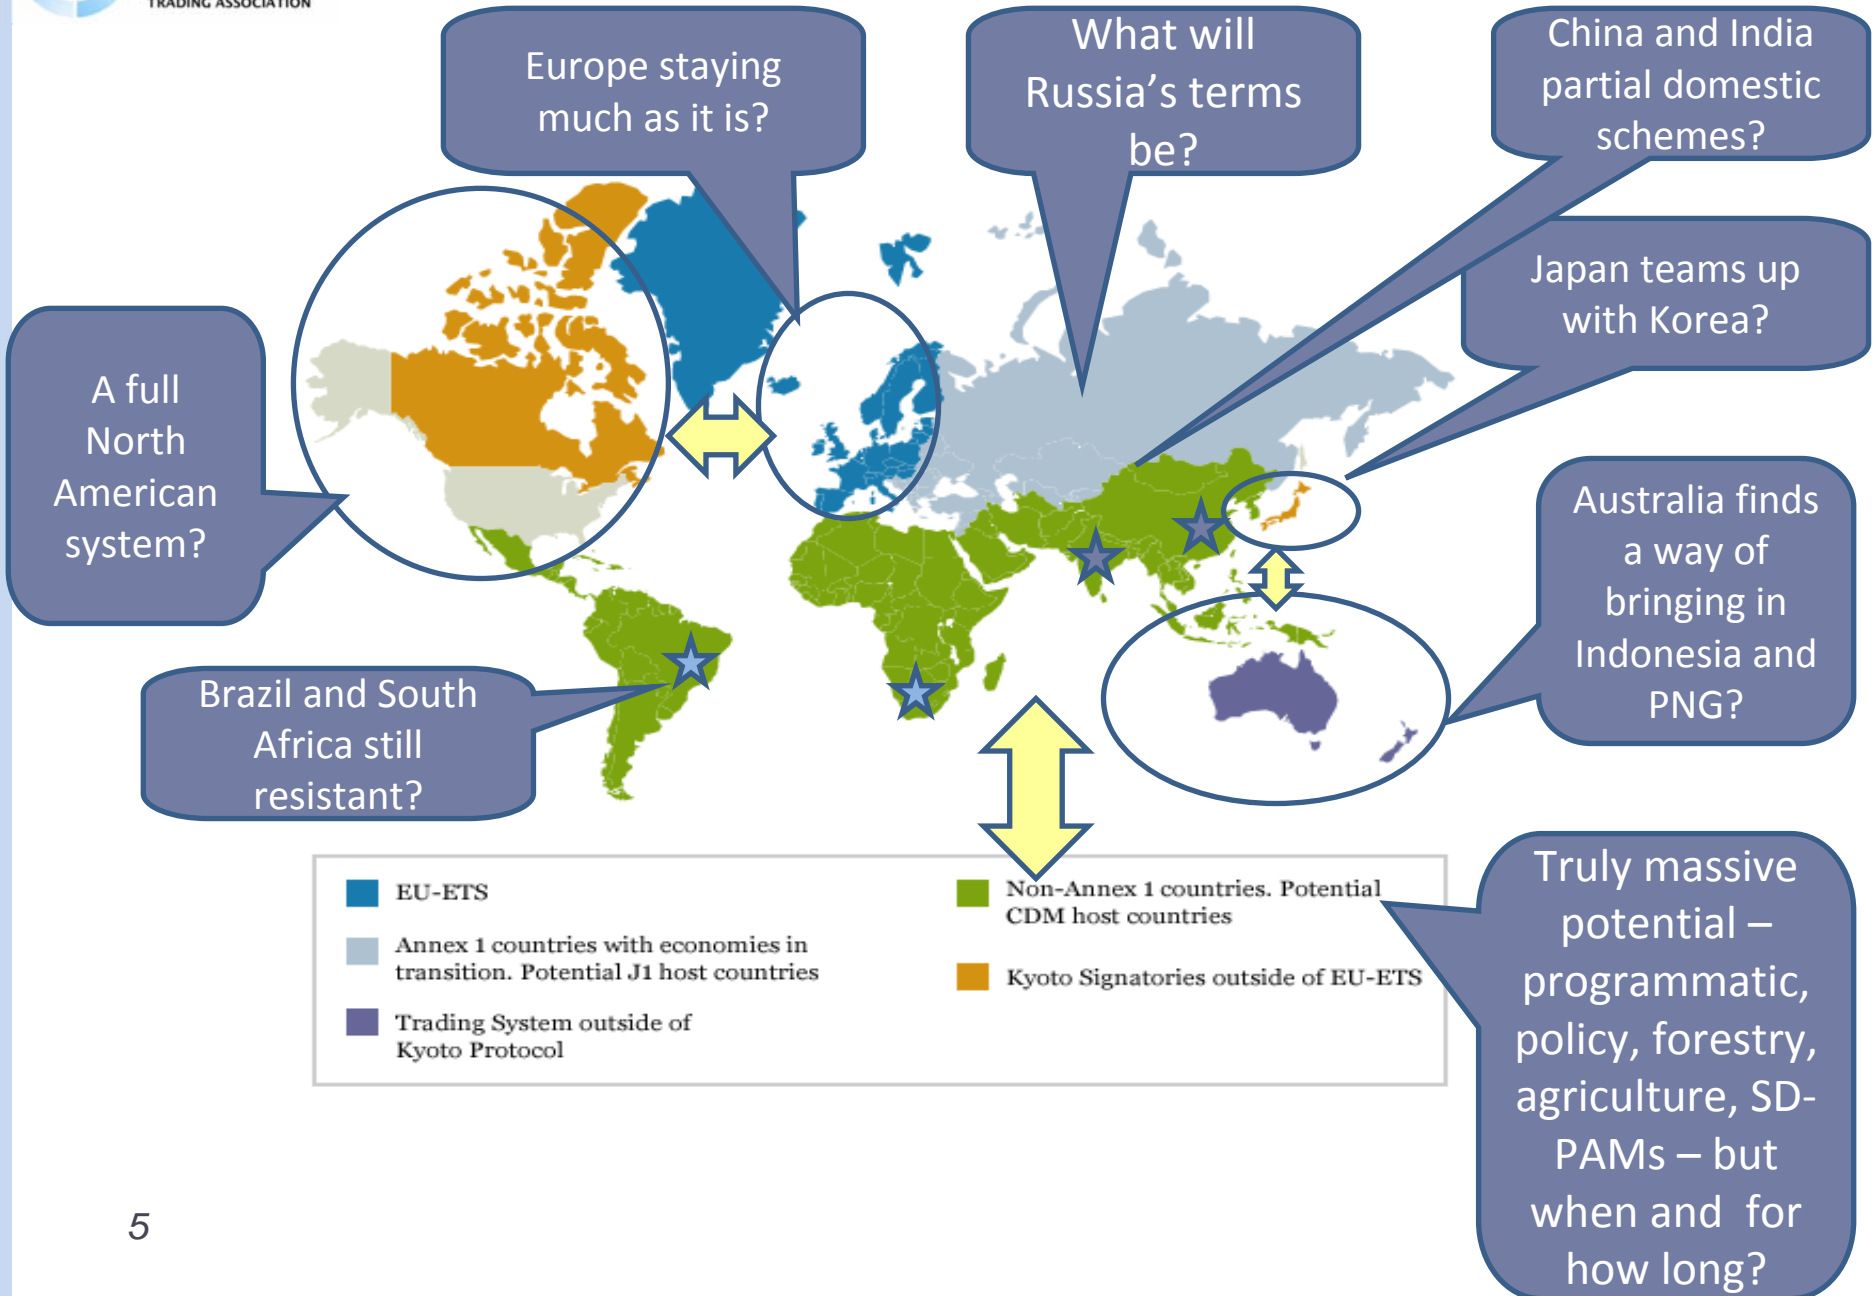 TRADING ASSOCIATION
Europe staying
much as it is?
What will
Russia’s terms
be?
China and India
partial domestic
schemes?
Japan teams up
with Korea?
A full
North
American
system?
Australia finds
a way of
bringing in
Indonesia and
PNG?
Brazil and South
Africa still
resistant?
EU-ETS
Annex 1 countries with economies in
transition. Potential J1 host countries
Trading System outside of
Kyoto Protocol
Non-Annex 1 countries. Potential
CDM host countries
Kyoto Signatories outside of EU-ETS
Truly massive
potential –
programmatic,
policy, forestry,
agriculture, SD-
PAMs – but
when and for
how long?
5